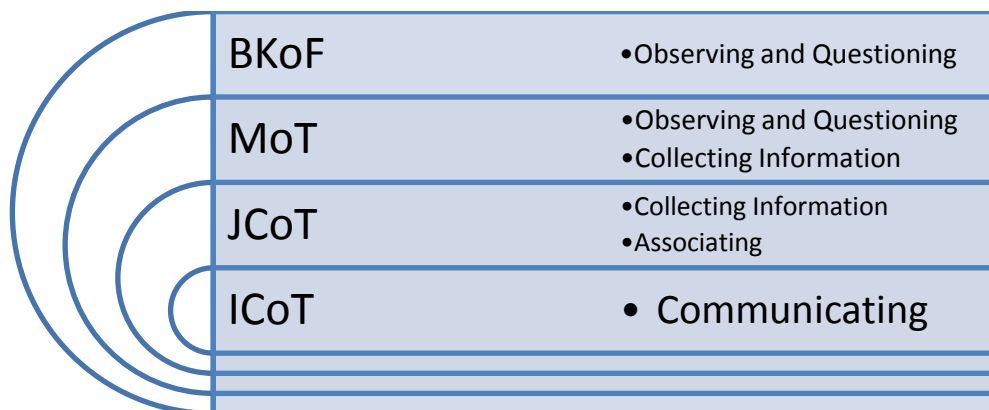 BKoF
•Observing and Questioning
MoT
•Observing and Questioning
•Collecting Information
JCoT
•Collecting Information
•Associating
ICoT
• Communicating